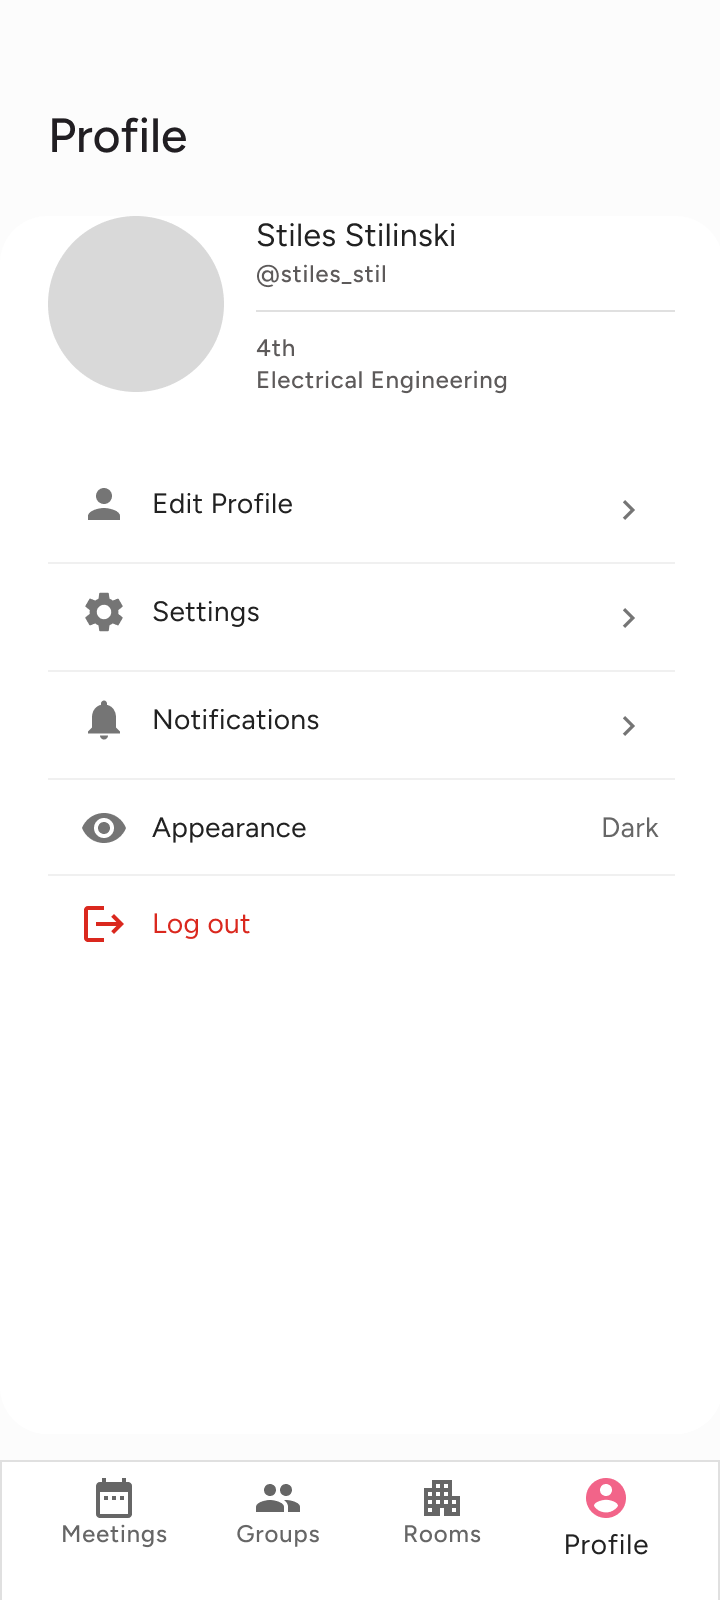 Profile
Stiles Stilinski
@stiles_stil
4th
Electrical Engineering
Edit Profile
Settings
Notifications
Appearance Dark
Log out
Meetings Groups Rooms Profile